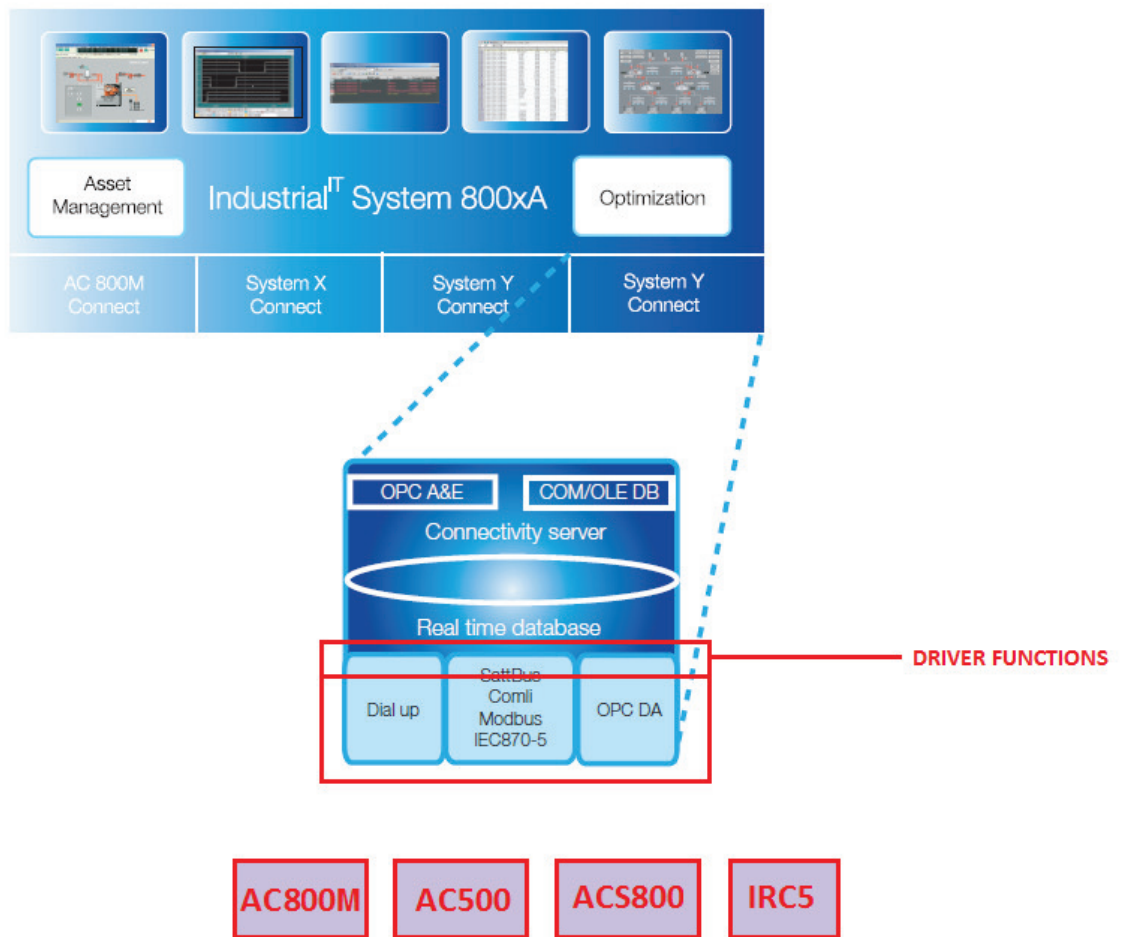 Asset
Management
Industrial^IT System 800xA
Optimization
AC 800M
Connect
System X
Connect
System Y
Connect
System Y
Connect
OPC A&E
COM/OLE DB
Connectivity server
Real time database
DRIVER FUNCTIONS
Dial up
SattBus
Comli
Modbus
IEC870-5
OPC DA
AC800M
AC500
ACS800
IRC5